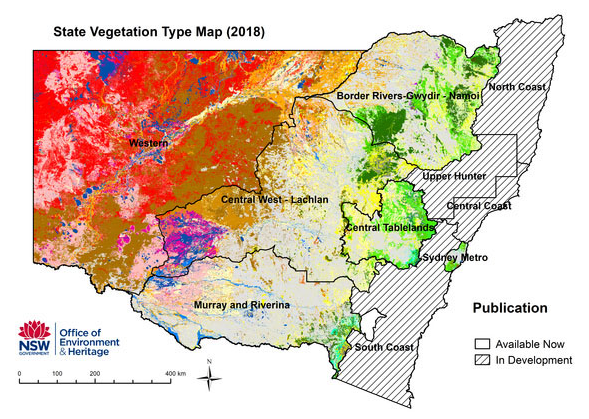 State Vegetation Type Map (2018)
North Coast
Border Rivers-Gwydir - Namoi
Western
Upper Hunter
Central West - Lachlan
Central Coast
Central Tablelands
Sydney Metro
Murray and Riverina
South Coast
Publication
Available Now
In Development
NSW
GOVERNMENT
Office of
Environment
& Heritage
N
0 100 200 400 km